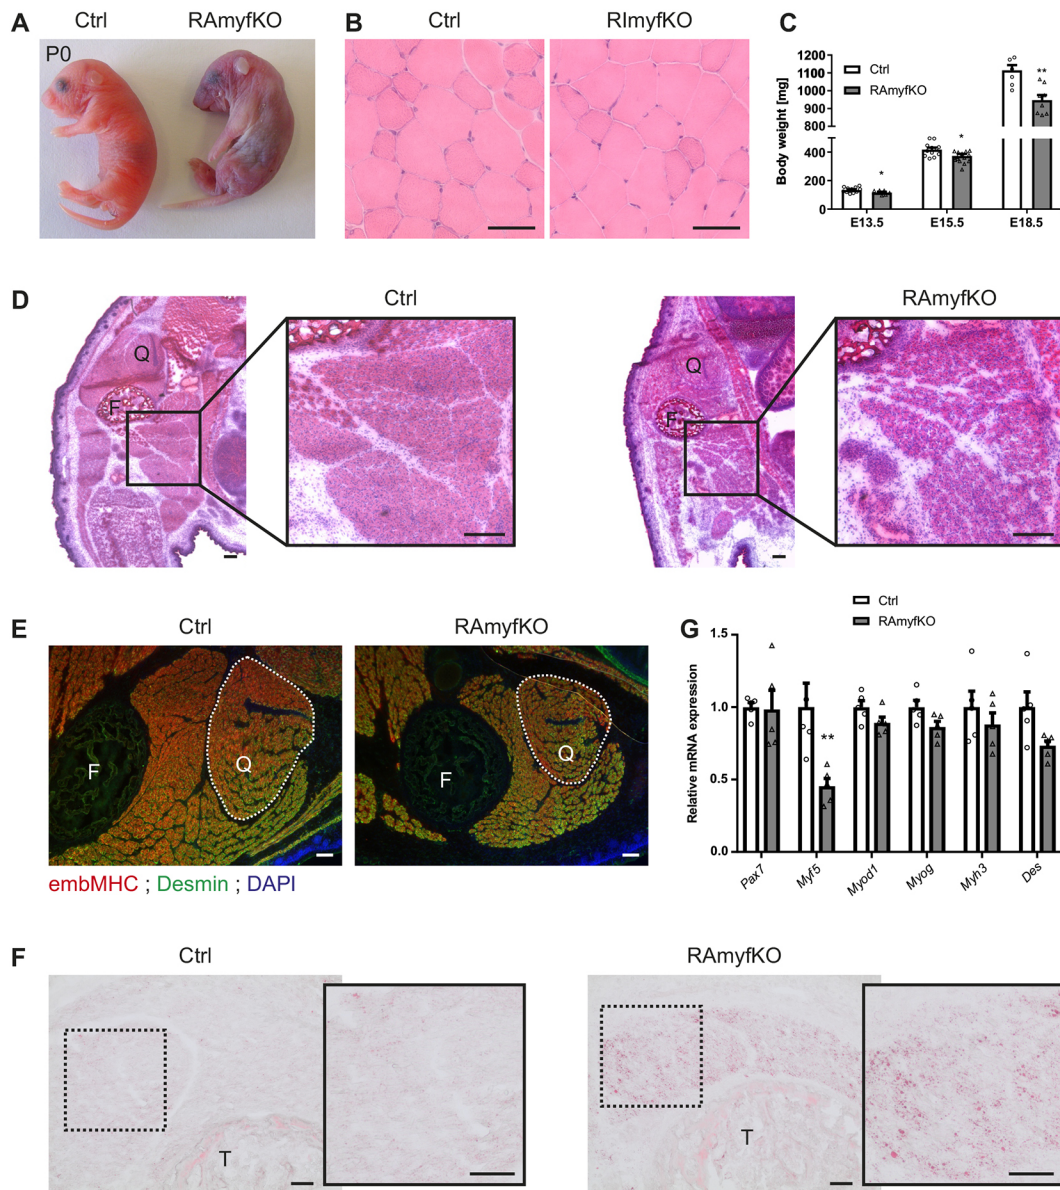 A
Ctrl
RAmyfKO
P0
B
Ctrl
RImyfKO
C
Ctrl
RAmyfKO
Body weight [mg]
1200
1100
1000
900
800
400
200
0
*
*
**
E13.5
E15.5
E18.5
D
Ctrl
RAmyfKO
Q
F
Q
F
E
Ctrl
RAmyfKO
F
Q
F
Q
embMHC ; Desmin ; DAPI
G
Ctrl
RAmyfKO
Relative mRNA expression
1.5
1.0
0.5
0.0
**
Pax7
Myf5
Myod1
Myog
Myh3
Des
F
Ctrl
RAmyfKO
T
T